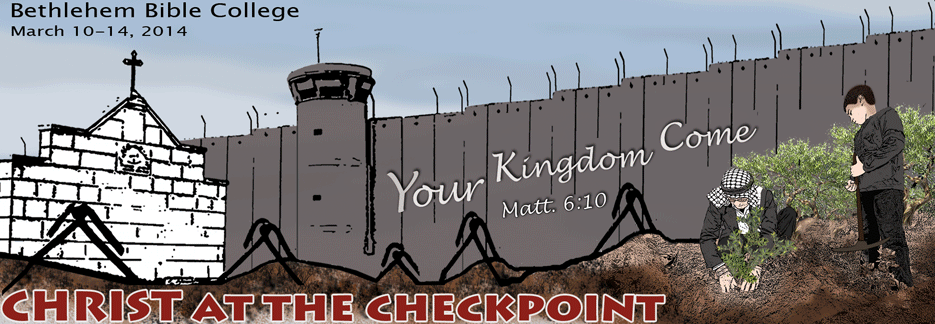 Bethlehem Bible College
March 10-14, 2014
Your Kingdom Come
Matt. 6:10
CHRIST AT THE CHECKPOINT